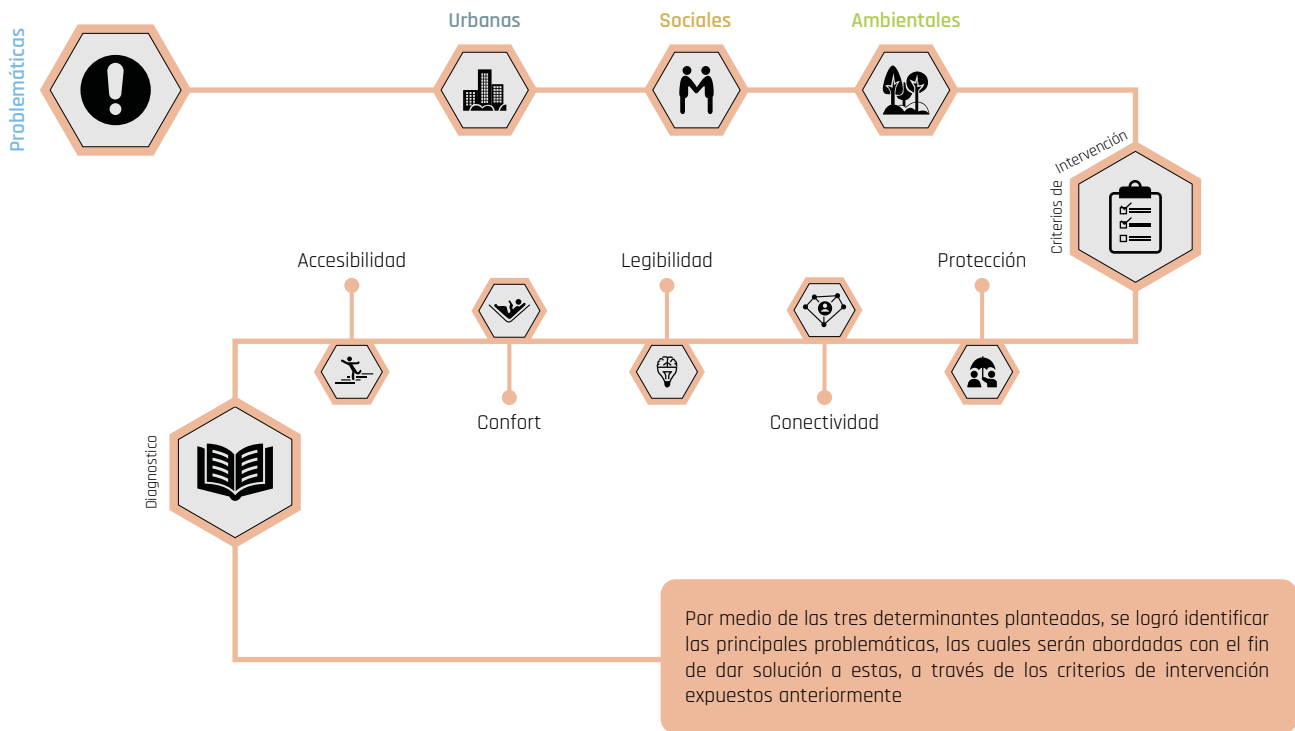 Problemáticas
Urbanas
Sociales
Ambientales
Criterios de
Intervención
Accesibilidad
Legibilidad
Protección
Confort
Conectividad
Diagnostico
Por medio de las tres determinantes planteadas, se logró identificar
las principales problemáticas, las cuales serán abordadas con el fin
de dar solución a estas, a través de los criterios de intervención
expuestos anteriormente